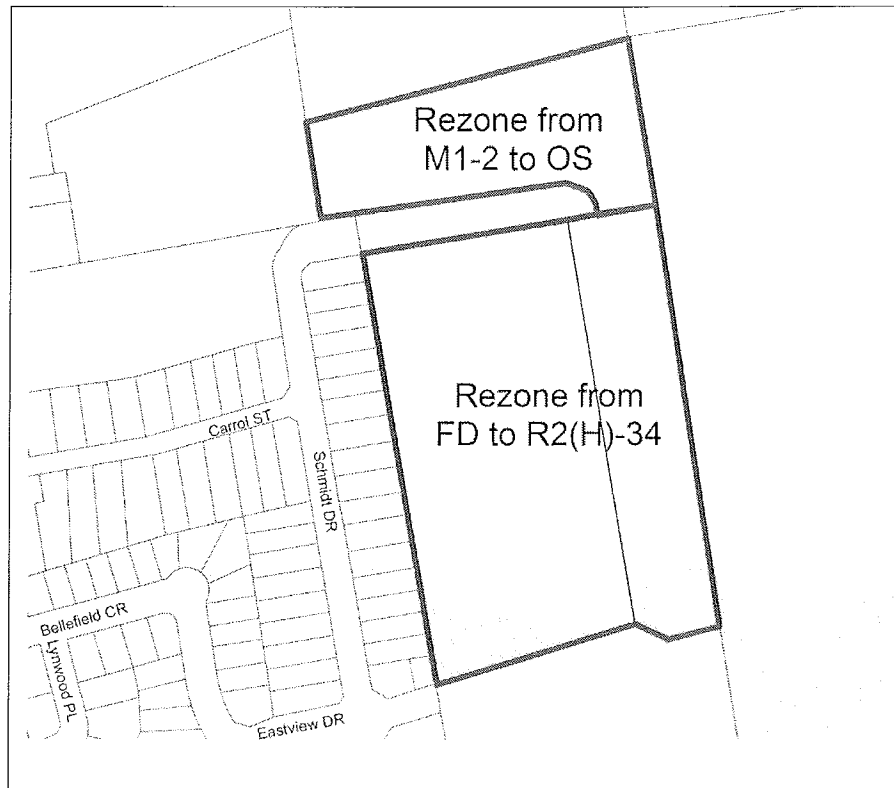 Rezone from
M1-2 to OS
Rezone from
FD to R2(H)-34
Carrol ST
Schmidt DR
Bellefield CR
Lynwood PL
Eastview DR